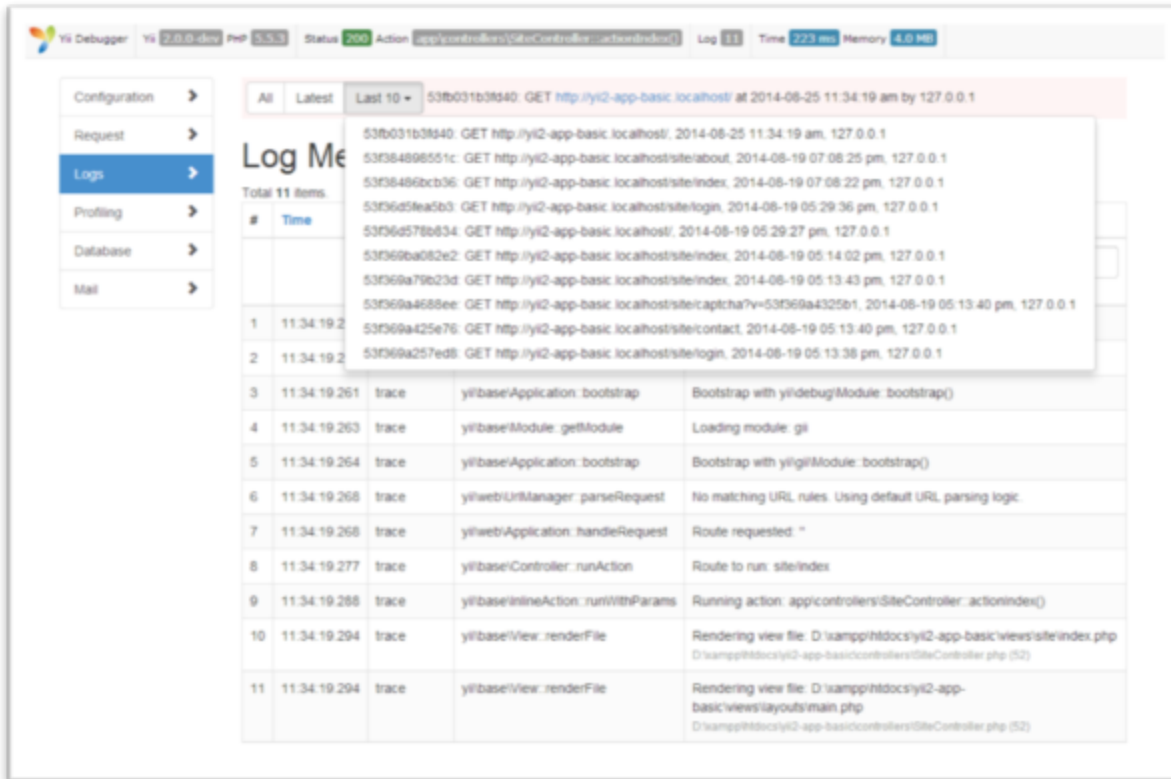 Yii Debugger Yii 2.0.0-dev PHP 5.5.3 Status 200 Action app\controllers\SiteController::actionIndex() Log 11 Time 223 ms Memory 4.0 MB
Configuration
Request
Logs
Profiling
Database
Mail
All Latest Last 10 53fb031b3fd40: GET http://yii2-app-basic.localhost/ at 2014-08-25 11:34:19 am by 127.0.0.1
53fb031b3fd40: GET http://yii2-app-basic.localhost/, 2014-08-25 11:34:19 am, 127.0.0.1
53f384898551c: GET http://yii2-app-basic.localhost/site/about, 2014-08-19 07:08:25 pm, 127.0.0.1
53f38486bcb36: GET http://yii2-app-basic.localhost/site/index, 2014-08-19 07:08:22 pm, 127.0.0.1
53f36d5fea5b3: GET http://yii2-app-basic.localhost/site/login, 2014-08-19 05:29:36 pm, 127.0.0.1
53f36d578b834: GET http://yii2-app-basic.localhost/, 2014-08-19 05:29:27 pm, 127.0.0.1
53f369ba082e2: GET http://yii2-app-basic.localhost/site/index, 2014-08-19 05:14:02 pm, 127.0.0.1
53f369a79b23d: GET http://yii2-app-basic.localhost/site/index, 2014-08-19 05:13:43 pm, 127.0.0.1
53f369a4688ee: GET http://yii2-app-basic.localhost/site/captcha?v=53f369a4325b1, 2014-08-19 05:13:40 pm, 127.0.0.1
53f369a425e76: GET http://yii2-app-basic.localhost/site/contact, 2014-08-19 05:13:40 pm, 127.0.0.1
53f369a257ed8: GET http://yii2-app-basic.localhost/site/login, 2014-08-19 05:13:38 pm, 127.0.0.1
Log Me
Total 11 items.
# Time
1 11:34:19.2
2 11:34:19.2
3 11:34:19.261 trace yii\base\Application::bootstrap Bootstrap with yii\debug\Module::bootstrap()
4 11:34:19.263 trace yii\base\Module::getModule Loading module: gii
5 11:34:19.264 trace yii\base\Application::bootstrap Bootstrap with yii\gii\Module::bootstrap()
6 11:34:19.268 trace yii\web\UrlManager::parseRequest No matching URL rules. Using default URL parsing logic.
7 11:34:19.268 trace yii\web\Application::handleRequest Route requested: ''
8 11:34:19.277 trace yii\base\Controller::runAction Route to run: site/index
9 11:34:19.288 trace yii\base\InlineAction::runWithParams Running action: app\controllers\SiteController::actionIndex()
10 11:34:19.294 trace yii\base\View::renderFile Rendering view file: D:\xampp\htdocs\yii2-app-basic\views\site\index.php
D:\xampp\htdocs\yii2-app-basic\controllers\SiteController.php (52)
11 11:34:19.294 trace yii\base\View::renderFile Rendering view file: D:\xampp\htdocs\yii2-app-
basic\views\layouts\main.php
D:\xampp\htdocs\yii2-app-basic\controllers\SiteController.php (52)